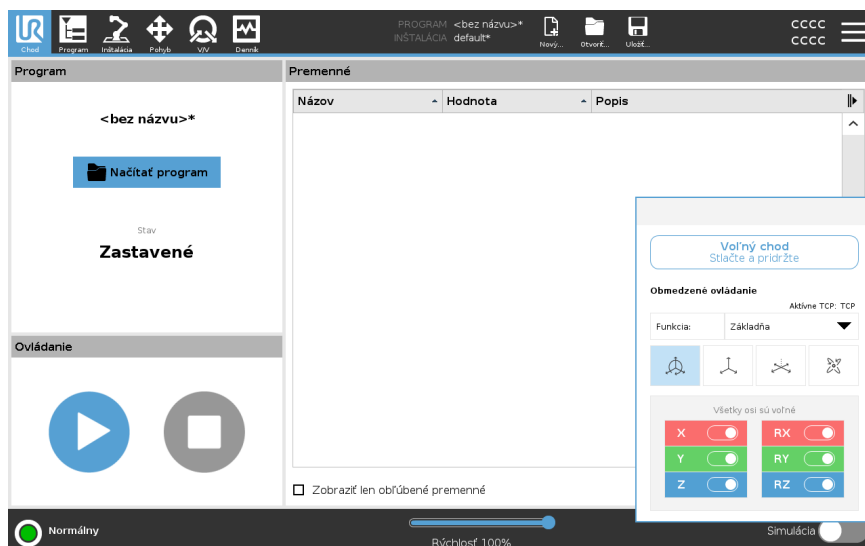 Chod
Program
Inštalácia
Pohyb
V/V
Denník
PROGRAM <bez názvu>*
INŠTALÁCIA default*
Nový...
Otvoriť...
Uložiť...
CCCC
CCCC
Program
<bez názvu>*
Načítať program
Stav
Zastavené
Ovládanie
Premenné
Názov
Hodnota
Popis
Zobraziť len obľúbené premenné
Voľný chod
Stlačte a pridržte
Obmedzené ovládanie
Aktívne TCP: TCP
Funkcia:
Základňa
Všetky osi sú voľné
X
RX
Y
RY
Z
RZ
Normálny
Rýchlosť 100%
Simulácia